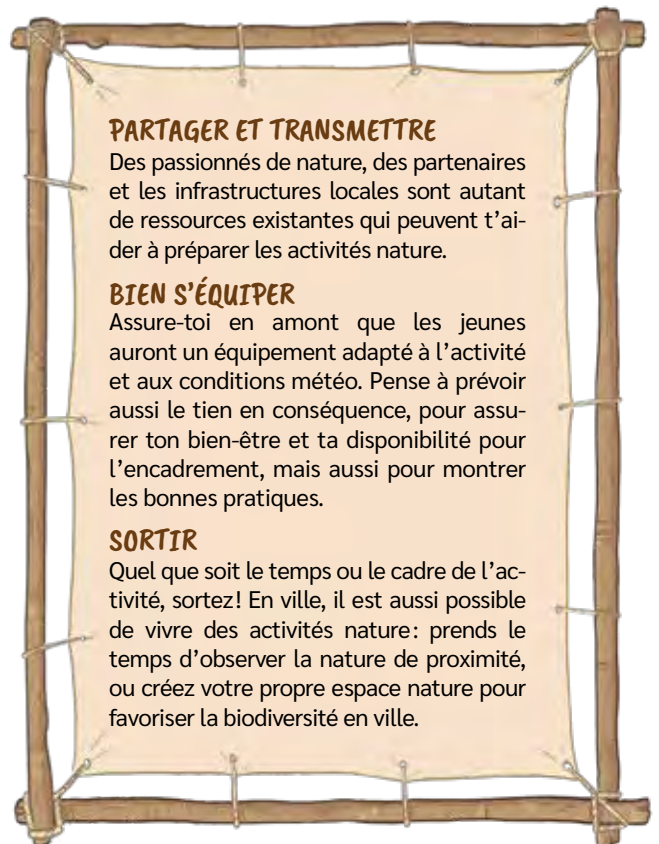 PARTAGER ET TRANSMETTRE
Des passionnés de nature, des partenaires
et les infrastructures locales sont autant
de ressources existantes qui peuvent t'ai-
der à préparer les activités nature.
BIEN S'ÉQUIPER
Assure-toi en amont que les jeunes
auront un équipement adapté à l'activité
et aux conditions météo. Pense à prévoir
aussi le tien en conséquence, pour assu-
rer ton bien-être et ta disponibilité pour
l'encadrement, mais aussi pour montrer
les bonnes pratiques.
SORTIR
Quel que soit le temps ou le cadre de l'ac-
tivité, sortez! En ville, il est aussi possible
de vivre des activités nature: prends le
temps d'observer la nature de proximité,
ou créez votre propre espace nature pour
favoriser la biodiversité en ville.